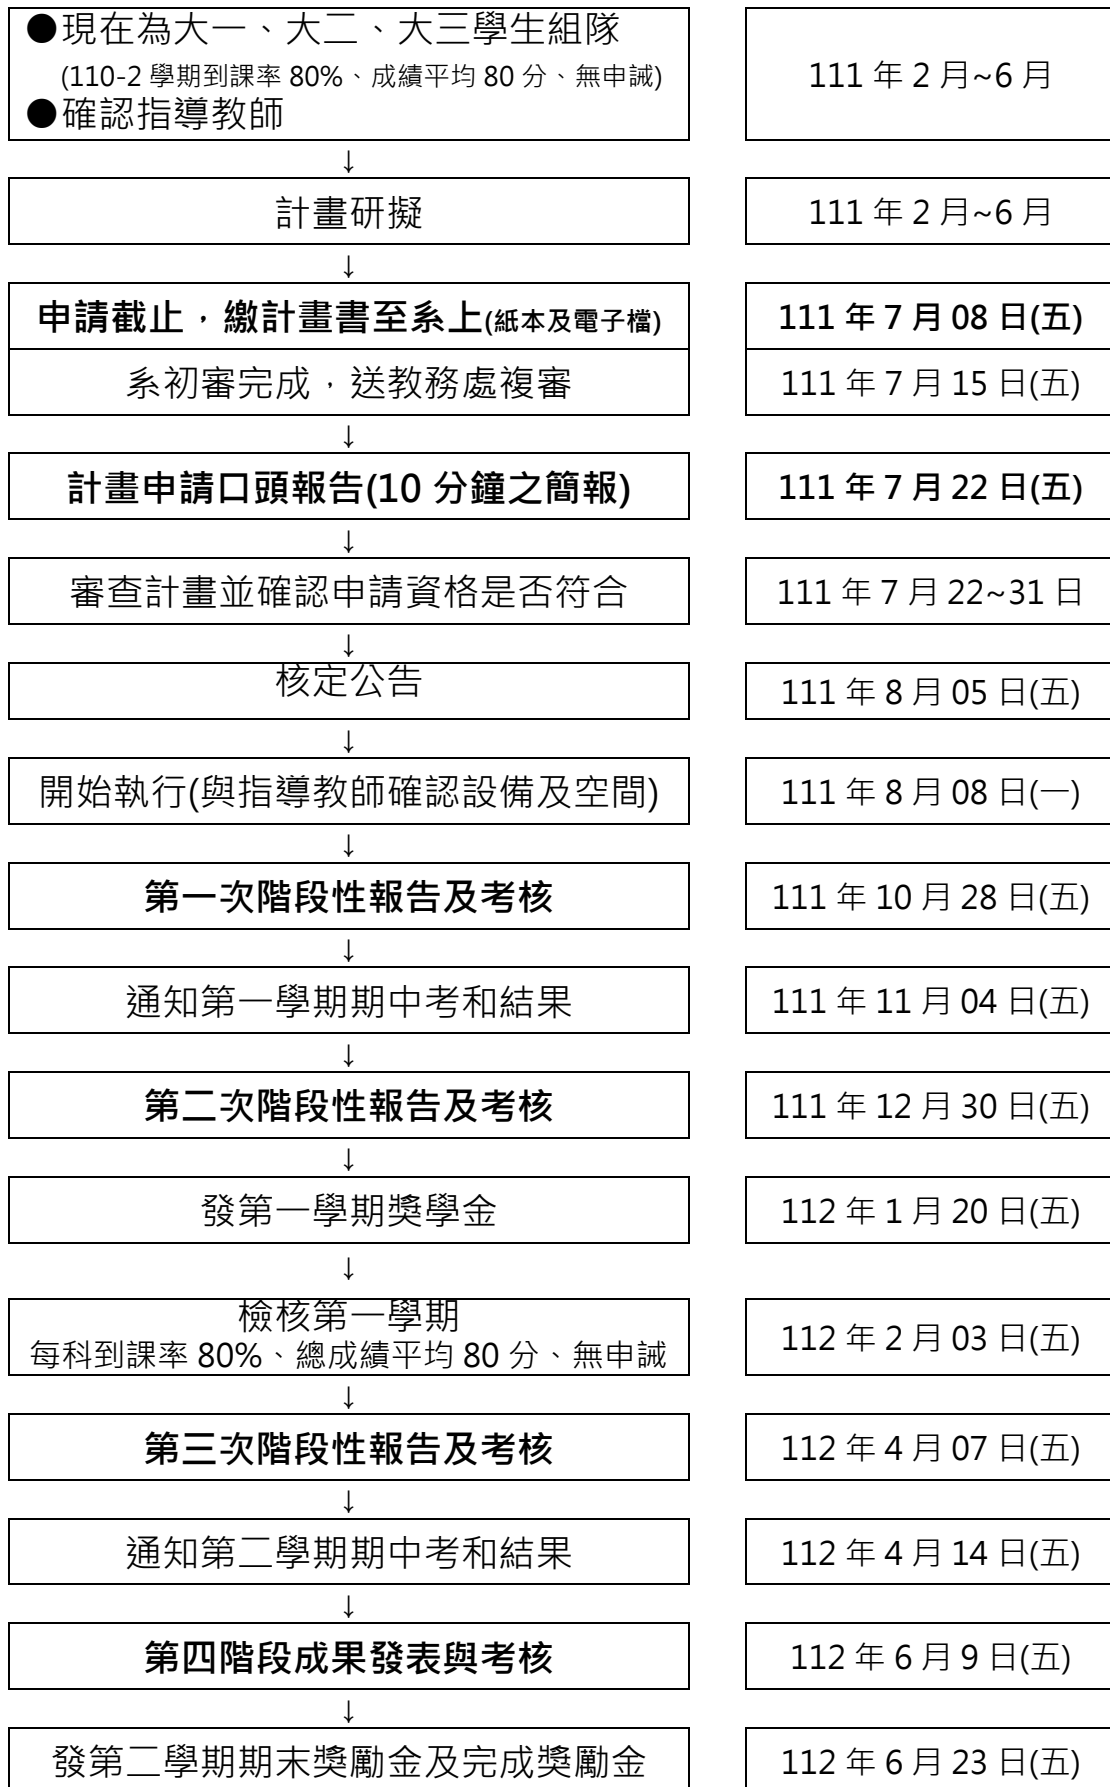 ●現在為大一、大二、大三學生組隊
(110-2 學期到課率 80%、成績平均 80 分、無申誡)
●確認指導教師
111 年 2 月~6 月
↓
計畫研擬
111 年 2 月~6 月
↓
申請截止，繳計畫書至系上(紙本及電子檔)
111 年 7 月 08 日(五)
系初審完成，送教務處複審
111 年 7 月 15 日(五)
↓
計畫申請口頭報告(10 分鐘之簡報)
111 年 7 月 22 日(五)
↓
審查計畫並確認申請資格是否符合
111 年 7 月 22~31 日
↓
核定公告
111 年 8 月 05 日(五)
↓
開始執行(與指導教師確認設備及空間)
111 年 8 月 08 日(一)
↓
第一次階段性報告及考核
111 年 10 月 28 日(五)
↓
通知第一學期期中考和結果
111 年 11 月 04 日(五)
↓
第二次階段性報告及考核
111 年 12 月 30 日(五)
↓
發第一學期獎學金
112 年 1 月 20 日(五)
↓
檢核第一學期
每科到課率 80%、總成績平均 80 分、無申誡
112 年 2 月 03 日(五)
↓
第三次階段性報告及考核
112 年 4 月 07 日(五)
↓
通知第二學期期中考和結果
112 年 4 月 14 日(五)
↓
第四階段成果發表與考核
112 年 6 月 9 日(五)
↓
發第二學期期末獎勵金及完成獎勵金
112 年 6 月 23 日(五)